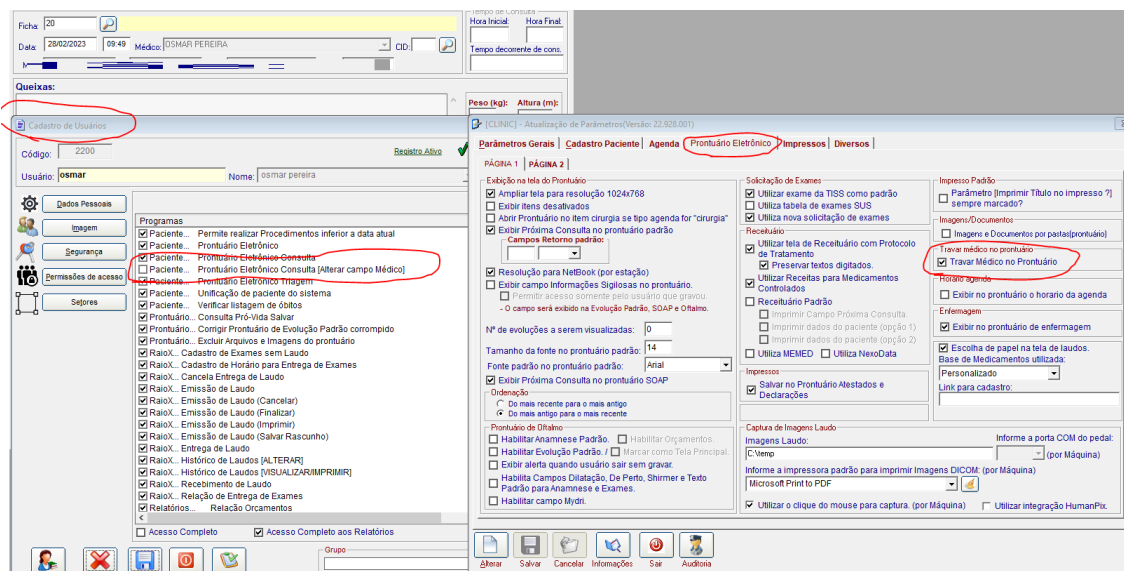 Ficha: 20
Data: 28/02/2023 09:49 Médico: OSMAR PEREIRA CID:
Tempo de Consulta
Hora Inicial: Hora Final:
Tempo decorrente de cons.
Queixas:
Peso (kg): Altura (m):
Cadastro de Usuários
Código: 2200 Registro Ativo
Usuário: osmar Nome: osmar pereira
Dados Pessoais
Imagem
Segurança
Permissões de acesso
Setores
Programas
Paciente... Permite realizar Procedimentos inferior a data atual
Paciente... Prontuário Eletrônico
Paciente... Prontuário Eletrônico Consulta
Paciente... Prontuário Eletrônico Consulta [Alterar campo Médico]
Paciente... Prontuário Eletrônico Triagem
Paciente... Unificação de paciente do sistema
Paciente... Verificar listagem de óbitos
Prontuário... Consulta Pró-Vida Salvar
Prontuário... Corrigir Prontuário de Evolução Padrão corrompido
Prontuário... Excluir Arquivos e Imagens do prontuário
RaioX... Cadastro de Exames sem Laudo
RaioX... Cadastro de Horário para Entrega de Exames
RaioX... Cancela Entrega de Laudo
RaioX... Emissão de Laudo
RaioX... Emissão de Laudo (Cancelar)
RaioX... Emissão de Laudo (Finalizar)
RaioX... Emissão de Laudo (Imprimir)
RaioX... Emissão de Laudo (Salvar Rascunho)
RaioX... Entrega de Laudo
RaioX... Histórico de Laudos [ALTERAR]
RaioX... Histórico de Laudos [VISUALIZAR/IMPRIMIR]
RaioX... Recebimento de Laudo
RaioX... Relação de Entrega de Exames
Relatórios... Relação Orcamentos
Acesso Completo Acesso Completo aos Relatórios
Grupo
[CLINIC] - Atualização de Parâmetros(Versão: 22.928.001)
Parâmetros Gerais Cadastro Paciente Agenda Prontuário Eletrônico Impressos Diversos
PÁGINA 1 PÁGINA 2
Exibição na tela do Prontuário
Ampliar tela para resolução 1024x768
Exibir itens desativados
Abrir Prontuário no item cirurgia se tipo agenda for "cirurgia"
Exibir Próxima Consulta no prontuário padrão
Campos Retorno padrão:
Resolução para NetBook (por estação)
Exibir campo Informações Sigilosas no prontuário.
Permitir acesso somente pelo usuário que gravou.
- O campo será exibido na Evolução Padrão, SOAP e Oftalmo.
Nº de evoluções a serem visualizadas: 0
Tamanho da fonte no prontuário padrão: 14
Fonte padrão no prontuário padrão: Arial
Exibir Próxima Consulta no prontuário SOAP
Ordenação
Do mais recente para o mais antigo
Do mais antigo para o mais recente
Prontuário de Oftalmo
Habilitar Anamnese Padrão. Habilitar Orçamentos.
Habilitar Evolução Padrão. / Marcar como Tela Principal.
Exibir alerta quando usuário sair sem gravar.
Habilita Campos Dilatação, De Perto, Shirmer e Texto
Padrão para Anamnese e Exames.
Habilitar campo Mydri.
Solicitação de Exames
Utilizar exame da TISS como padrão
Utilizar tabela de exames SUS
Utiliza nova solicitação de exames
Receituário
Utilizar tela de Receituário com Protocolo
de Tratamento
Preservar textos digitados.
Utilizar Receitas para Medicamentos
Controlados
Receituário Padrão
Imprimir Campo Próxima Consulta.
Imprimir dados do paciente (opção 1)
Imprimir dados do paciente (opção 2)
Utiliza MEMED Utiliza NexoData
Impressos
Salvar no Prontuário Atestados e
Declarações
Impresso Padrão
Parâmetro [Imprimir Título no impresso ?]
sempre marcado?
Imagens/Documentos
Imagens e Documentos por pastas(prontuário)
Travar médico no prontuário
Travar Médico no Prontuário
Horário agenda
Exibir no prontuário o horario da agenda
Enfermagem
Exibir no prontuário de enfermagem
Escolha de papel na tela de laudos.
Base de Medicamentos utilizada:
Personalizado
Link para cadastro:
Captura de Imagens Laudo
Imagens Laudo: Informe a porta COM do pedal:
C:\temp (por Máquina)
Informe a impressora padrão para imprimir Imagens DICOM: (por Máquina)
Microsoft Print to PDF
Utilizar o clique do mouse para captura. (por Máquina) Utilizar integração HumanPix.
Alterar Salvar Cancelar Informações Sair Auditoria